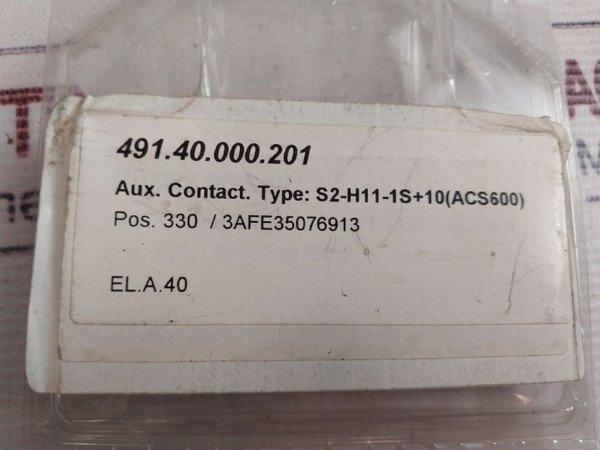 491.40.000.201
Aux. Contact. Type: S2-H11-1S+10(ACS600)
Pos. 330 / 3AFE35076913
EL.A.40